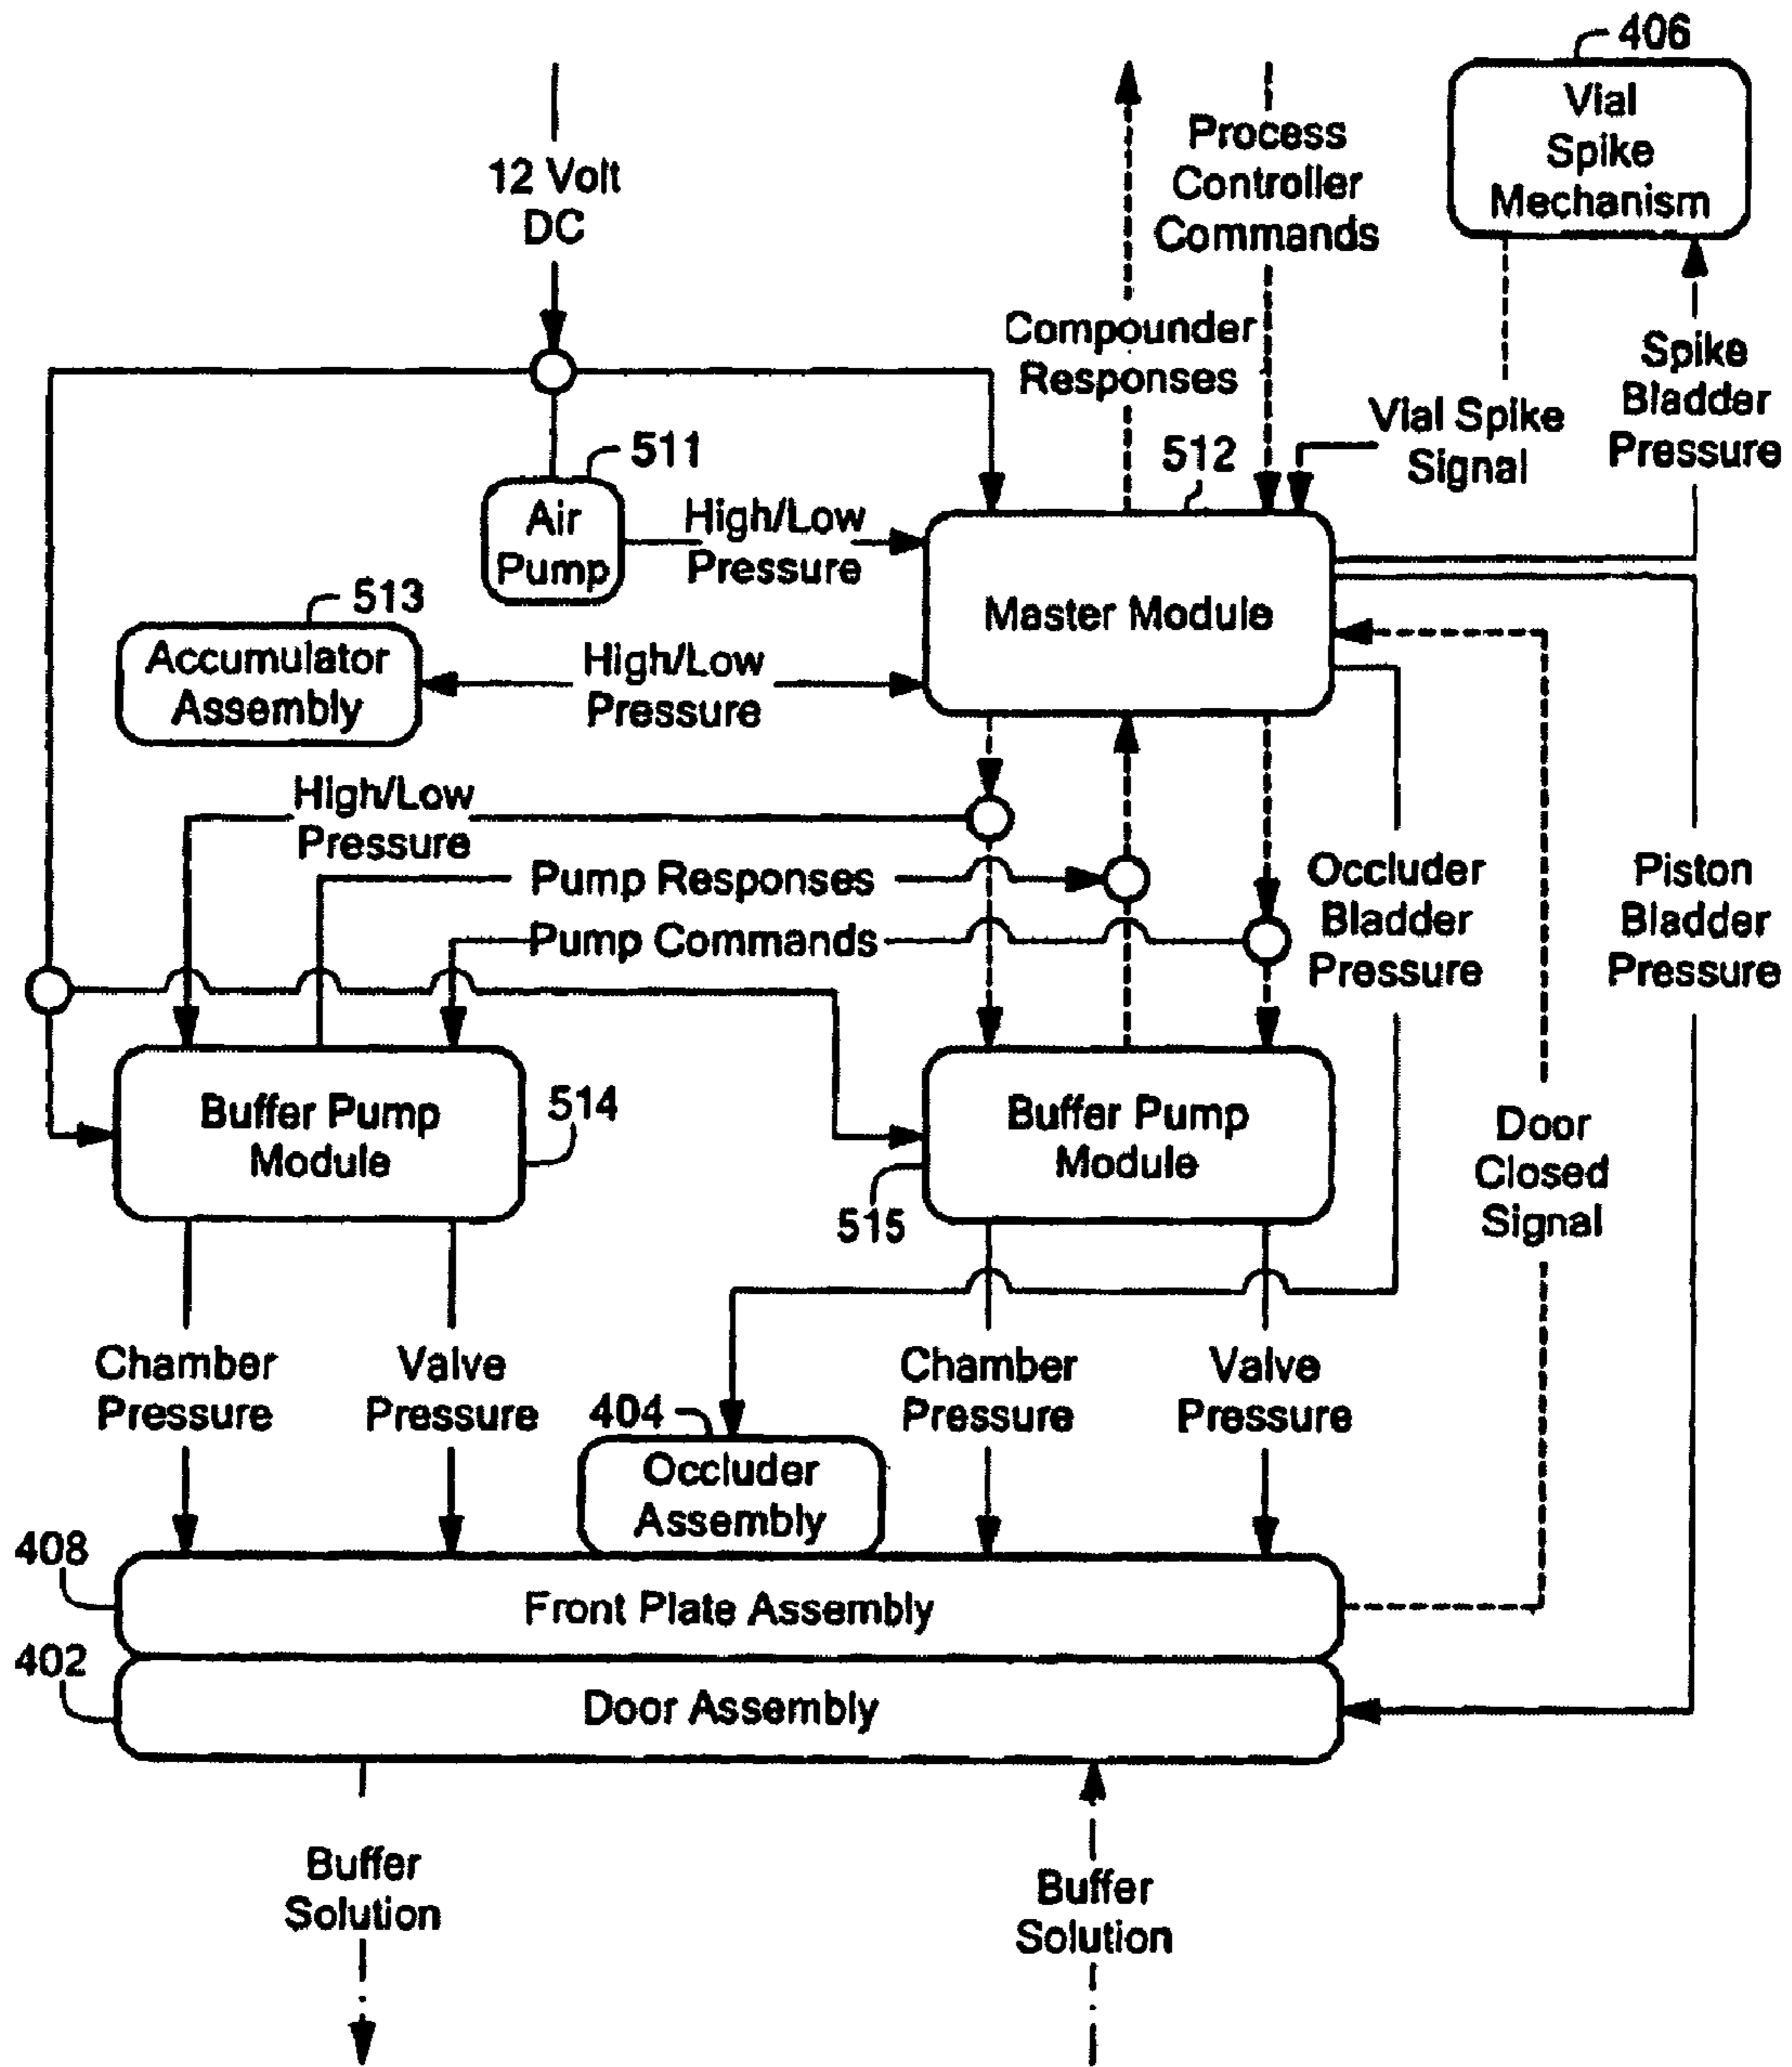 406
Vial
Spike
Mechanism
12 Volt
DC
Process
Controller
Commands
Compounder
Responses
Spike
Bladder
Pressure
Vial Spike
Signal
511
512
Air
Pump
High/Low
Pressure
Master Module
513
Accumulator
Assembly
High/Low
Pressure
High/Low
Pressure
Pump Responses
Pump Commands
Occluder
Bladder
Pressure
Piston
Bladder
Pressure
Buffer Pump
Module
514
Buffer Pump
Module
515
Door
Closed
Signal
Chamber
Pressure
Valve
Pressure
Chamber
Pressure
Valve
Pressure
404
Occluder
Assembly
408
Front Plate Assembly
402
Door Assembly
Buffer
Solution
Buffer
Solution